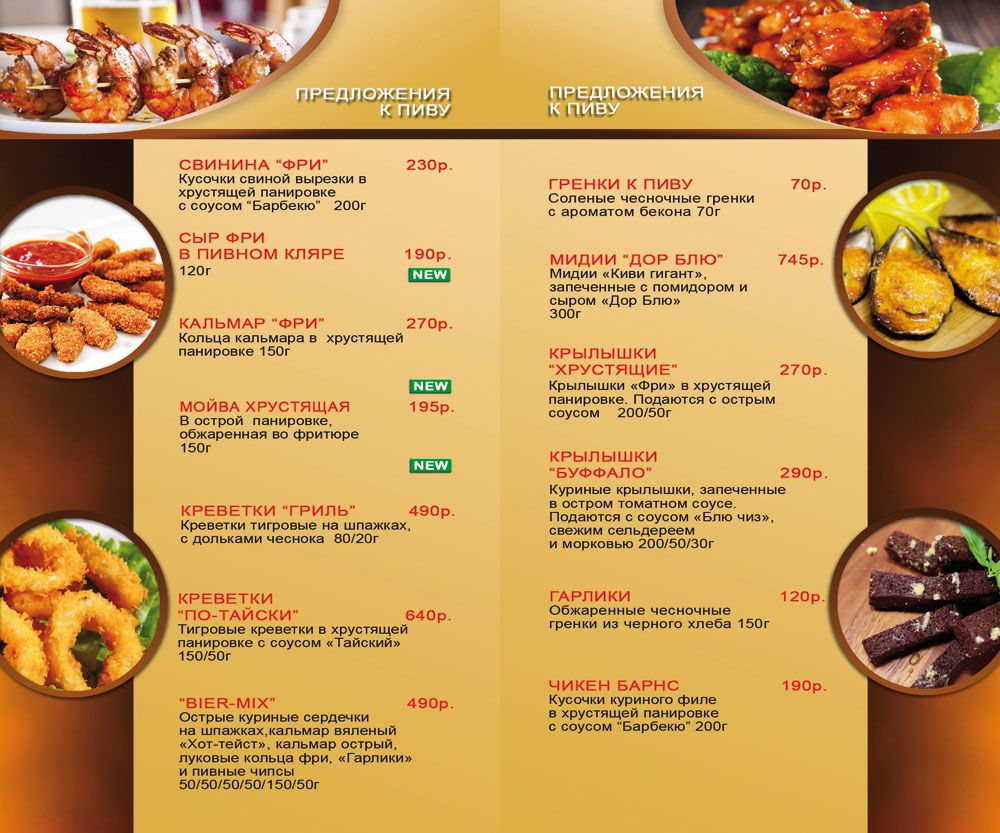 ПРЕДЛОЖЕНИЯ
К ПИВУ
СВИНИНА “ФРИ” 230р.
Кусочки свиной вырезки в
хрустящей панировке
с соусом “Барбекю” 200г
СЫР ФРИ
В ПИВНОМ КЛЯРЕ 190р.
120г NEW
КАЛЬМАР “ФРИ” 270р.
Кольца кальмара в хрустящей
панировке 150г
NEW
МОЙВА ХРУСТЯЩАЯ 195р.
В острой панировке,
обжаренная во фритюре
150г
NEW
КРЕВЕТКИ “ГРИЛЬ” 490р.
Креветки тигровые на шпажках,
с дольками чеснока 80/20г
КРЕВЕТКИ
“ПО-ТАЙСКИ” 640р.
Тигровые креветки в хрустящей
панировке с соусом «Тайский»
150/50г
“BIER-MIX” 490р.
Острые куриные сердечки
на шпажках,кальмар вяленый
«Хот-тейст», кальмар острый,
луковые кольца фри, «Гарлики»
и пивные чипсы
50/50/50/50/150/50г
ПРЕДЛОЖЕНИЯ
К ПИВУ
ГРЕНКИ К ПИВУ 70р.
Соленые чесночные гренки
с ароматом бекона 70г
МИДИИ “ДОР БЛЮ” 745р.
Мидии «Киви гигант»,
запеченные с помидором и
сыром «Дор Блю»
300г
КРЫЛЫШКИ
“ХРУСТЯЩИЕ” 270р.
Крылышки «Фри» в хрустящей
панировке. Подаются с острым
соусом 200/50г
КРЫЛЫШКИ
“БУФФАЛО” 290р.
Куриные крылышки, запеченные
в остром томатном соусе.
Подаются с соусом «Блю чиз»,
свежим сельдереем
и морковью 200/50/30г
ГАРЛИКИ 120р.
Обжаренные чесночные
гренки из черного хлеба 150г
ЧИКЕН БАРНС 190р.
Кусочки куриного филе
в хрустящей панировке
с соусом “Барбекю” 200г